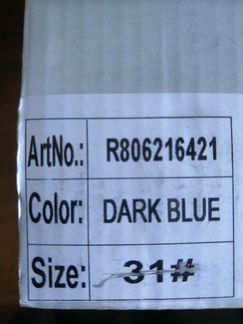 ArtNo.: R806216421
Color: DARK BLUE
Size: 31#